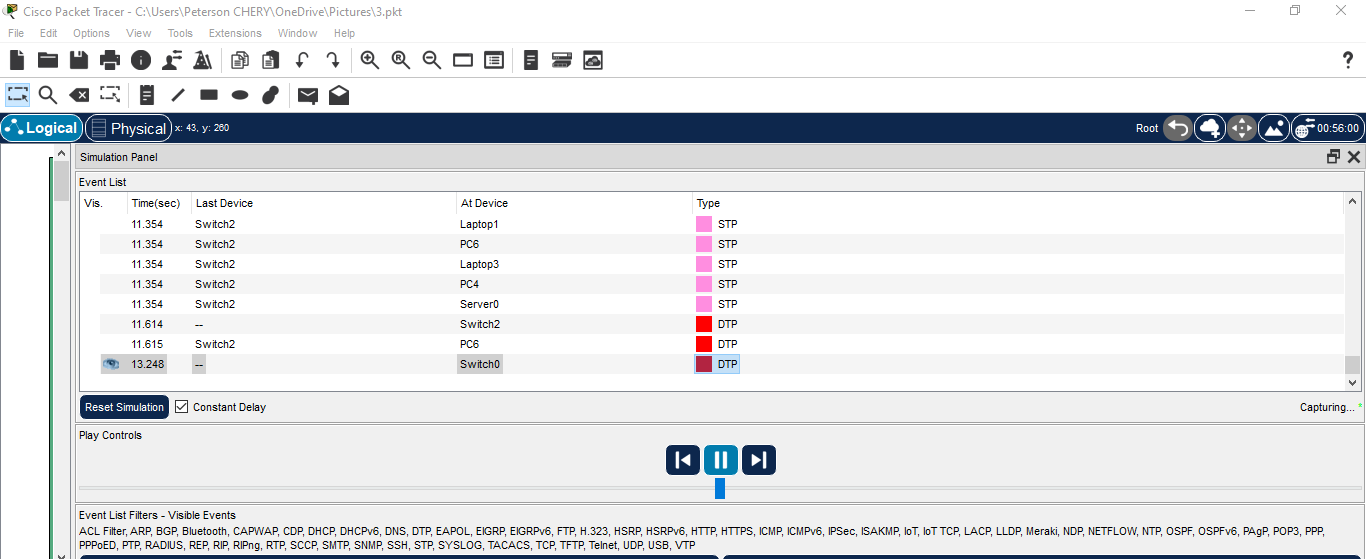 Cisco Packet Tracer - C:\Users\Peterson CHERY\OneDrive\Pictures\3.pkt
File Edit Options View Tools Extensions Window Help
?
Logical Physical x: 43, y: 260 Root 00:56:00
Simulation Panel
Event List
Vis. Time(sec) Last Device At Device Type
11.354 Switch2 Laptop1 STP
11.354 Switch2 PC6 STP
11.354 Switch2 Laptop3 STP
11.354 Switch2 PC4 STP
11.354 Switch2 Server0 STP
11.614 -- Switch2 DTP
11.615 Switch2 PC6 DTP
13.248 -- Switch0 DTP
Reset Simulation Constant Delay Capturing... *
Play Controls
Event List Filters - Visible Events
ACL Filter, ARP, BGP, Bluetooth, CAPWAP, CDP, DHCP, DHCPv6, DNS, DTP, EAPOL, EIGRP, EIGRPv6, FTP, H.323, HSRP, HSRPv6, HTTP, HTTPS, ICMP, ICMPv6, IPSec, ISAKMP, IoT, IoT TCP, LACP, LLDP, Meraki, NDP, NETFLOW, NTP, OSPF, OSPFv6, PAgP, POP3, PPP,
PPPoED, PTP, RADIUS, REP, RIP, RIPng, RTP, SCCP, SMTP, SNMP, SSH, STP, SYSLOG, TACACS, TCP, TFTP, Telnet, UDP, USB, VTP